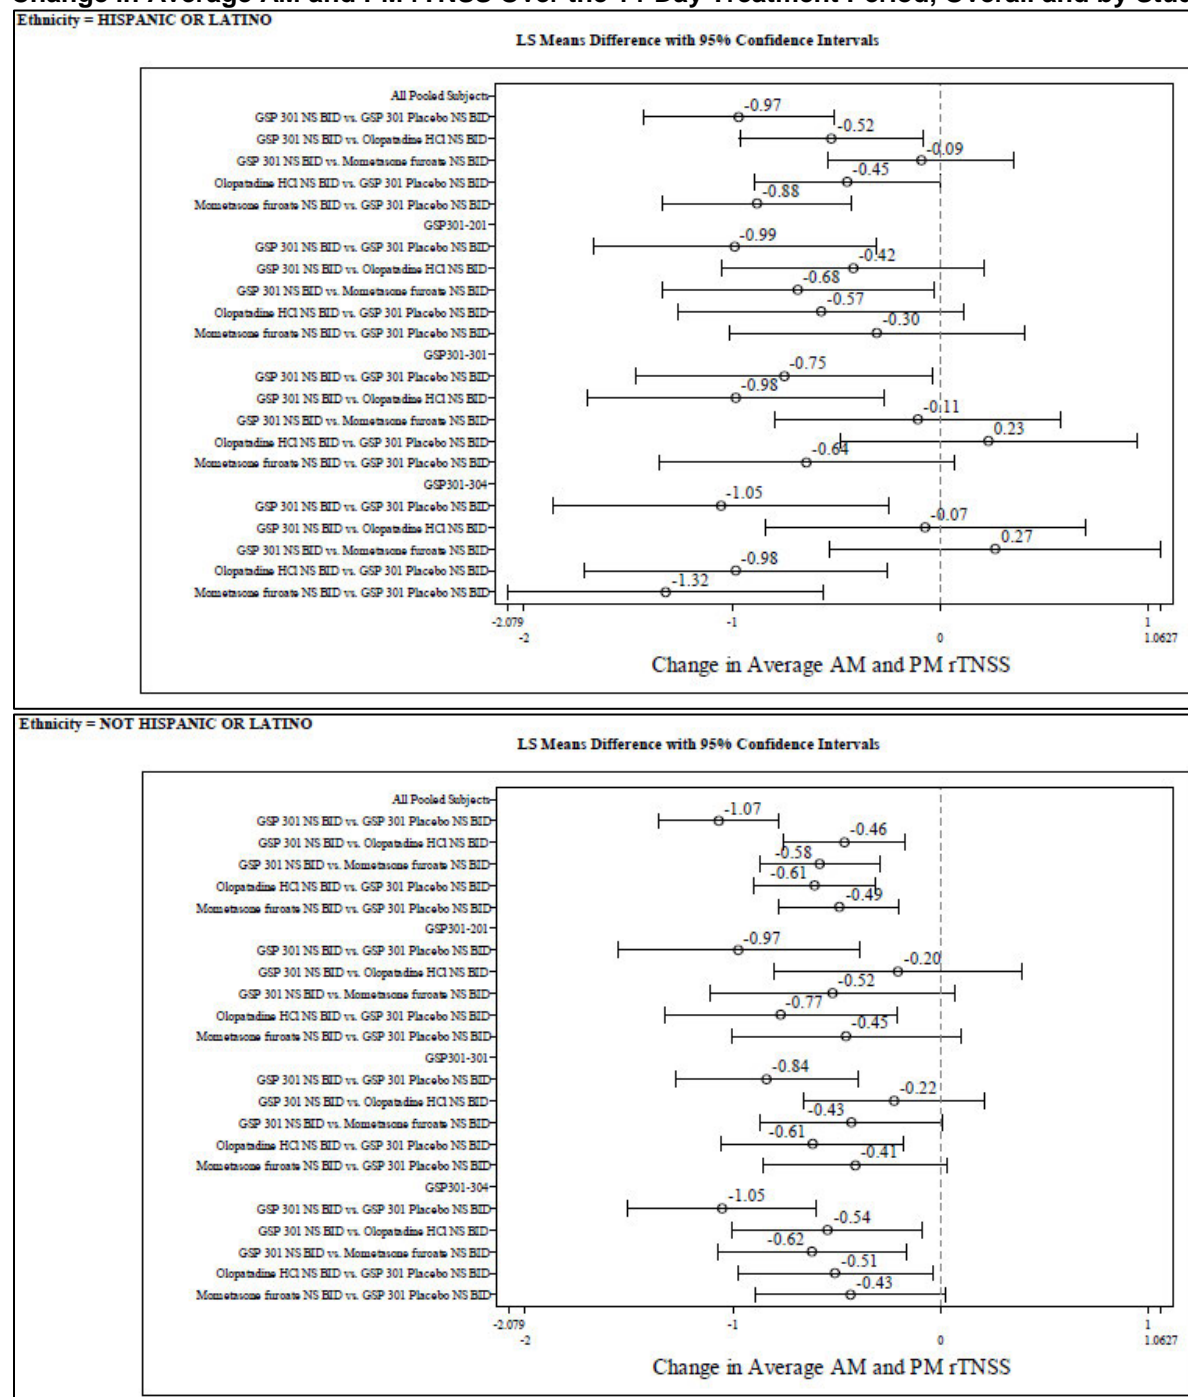 Change in Average AM and PM rTNSS Over the 14-Day Treatment Period, Overall and by Stud
Ethnicity = HISPANIC OR LATINO
LS Means Difference with 95% Confidence Intervals
All Pooled Subjects
GSP 301 NS BID vs. GSP 301 Placebo NS BID -0.97
GSP 301 NS BID vs. Olopatadine HCl NS BID -0.52
GSP 301 NS BID vs. Mometasone furoate NS BID -0.09
Olopatadine HCl NS BID vs. GSP 301 Placebo NS BID -0.45
Mometasone furoate NS BID vs. GSP 301 Placebo NS BID -0.88
GSP301-201
GSP 301 NS BID vs. GSP 301 Placebo NS BID -0.99
GSP 301 NS BID vs. Olopatadine HCl NS BID -0.42
GSP 301 NS BID vs. Mometasone furoate NS BID -0.68
Olopatadine HCl NS BID vs. GSP 301 Placebo NS BID -0.57
Mometasone furoate NS BID vs. GSP 301 Placebo NS BID -0.30
GSP301-301
GSP 301 NS BID vs. GSP 301 Placebo NS BID -0.75
GSP 301 NS BID vs. Olopatadine HCl NS BID -0.98
GSP 301 NS BID vs. Mometasone furoate NS BID -0.11
Olopatadine HCl NS BID vs. GSP 301 Placebo NS BID 0.23
Mometasone furoate NS BID vs. GSP 301 Placebo NS BID -0.64
GSP301-304
GSP 301 NS BID vs. GSP 301 Placebo NS BID -1.05
GSP 301 NS BID vs. Olopatadine HCl NS BID -0.07
GSP 301 NS BID vs. Mometasone furoate NS BID 0.27
Olopatadine HCl NS BID vs. GSP 301 Placebo NS BID -0.98
Mometasone furoate NS BID vs. GSP 301 Placebo NS BID -1.32
-2.079 -1 1
-2 0 1.0627
Change in Average AM and PM rTNSS
Ethnicity = NOT HISPANIC OR LATINO
LS Means Difference with 95% Confidence Intervals
All Pooled Subjects
GSP 301 NS BID vs. GSP 301 Placebo NS BID -1.07
GSP 301 NS BID vs. Olopatadine HCl NS BID -0.46
GSP 301 NS BID vs. Mometasone furoate NS BID -0.58
Olopatadine HCl NS BID vs. GSP 301 Placebo NS BID -0.61
Mometasone furoate NS BID vs. GSP 301 Placebo NS BID -0.49
GSP301-201
GSP 301 NS BID vs. GSP 301 Placebo NS BID -0.97
GSP 301 NS BID vs. Olopatadine HCl NS BID -0.20
GSP 301 NS BID vs. Mometasone furoate NS BID -0.52
Olopatadine HCl NS BID vs. GSP 301 Placebo NS BID -0.77
Mometasone furoate NS BID vs. GSP 301 Placebo NS BID -0.45
GSP301-301
GSP 301 NS BID vs. GSP 301 Placebo NS BID -0.84
GSP 301 NS BID vs. Olopatadine HCl NS BID -0.22
GSP 301 NS BID vs. Mometasone furoate NS BID -0.43
Olopatadine HCl NS BID vs. GSP 301 Placebo NS BID -0.61
Mometasone furoate NS BID vs. GSP 301 Placebo NS BID -0.41
GSP301-304
GSP 301 NS BID vs. GSP 301 Placebo NS BID -1.05
GSP 301 NS BID vs. Olopatadine HCl NS BID -0.54
GSP 301 NS BID vs. Mometasone furoate NS BID -0.62
Olopatadine HCl NS BID vs. GSP 301 Placebo NS BID -0.51
Mometasone furoate NS BID vs. GSP 301 Placebo NS BID -0.43
-2.079 -1 1
-2 0 1.0627
Change in Average AM and PM rTNSS